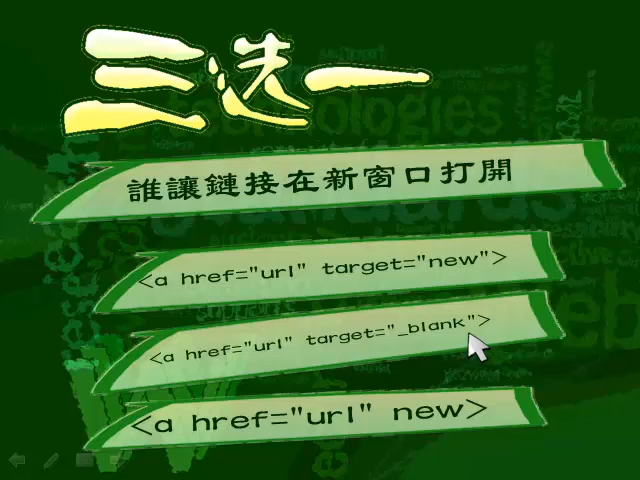 三选一
誰讓鏈接在新窗口打開
<a href="url" target="new">
<a href="url" target="_blank">
<a href="url" new>